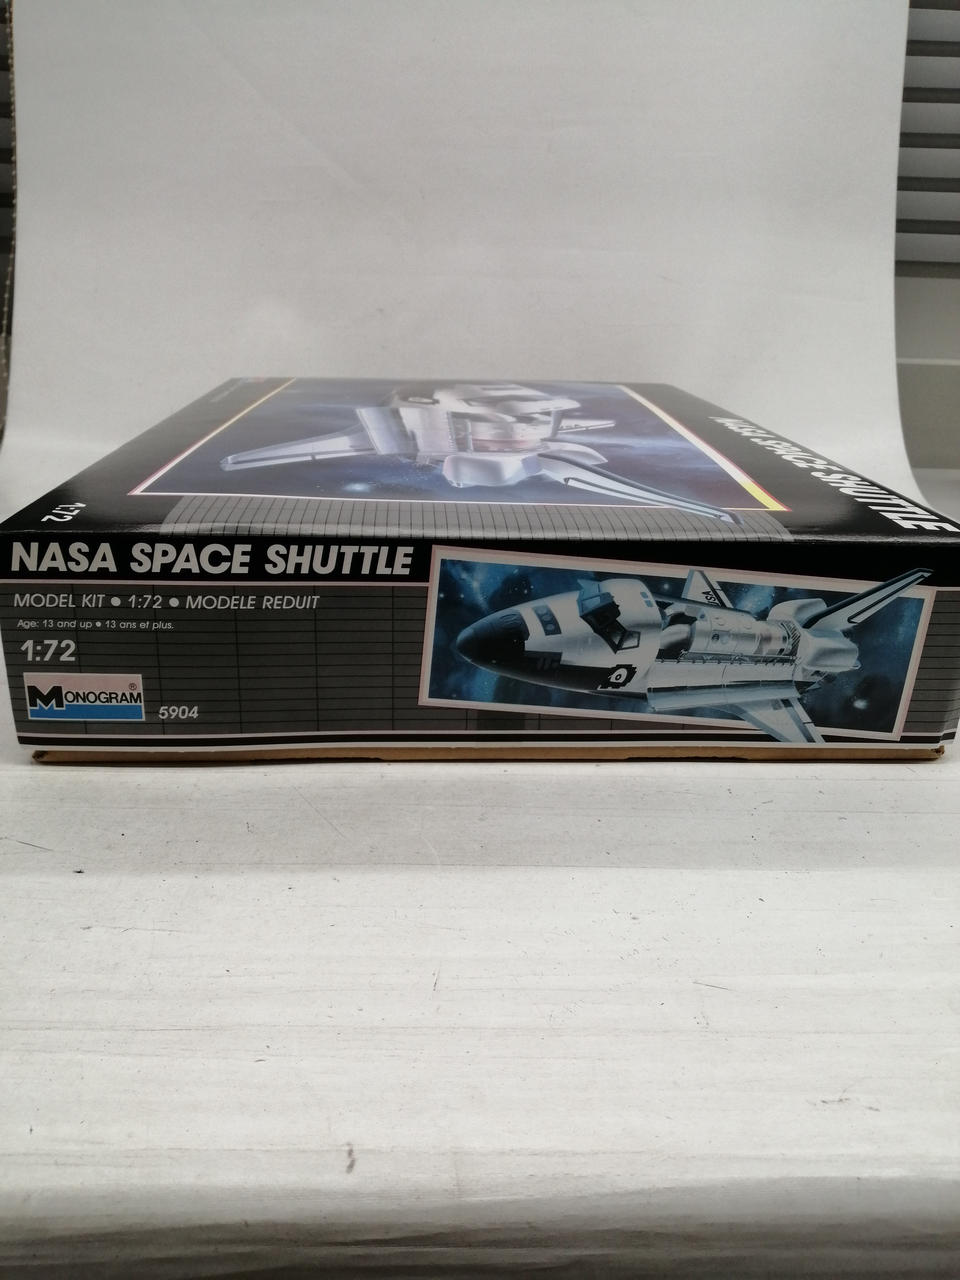 NASA SPACE SHUTTLE
1:72
NASA SPACE SHUTTLE
MODEL KIT • 1:72 • MODELE REDUIT
Age: 13 and up • 13 ans et plus.
1:72
MONOGRAM®
5904
USA